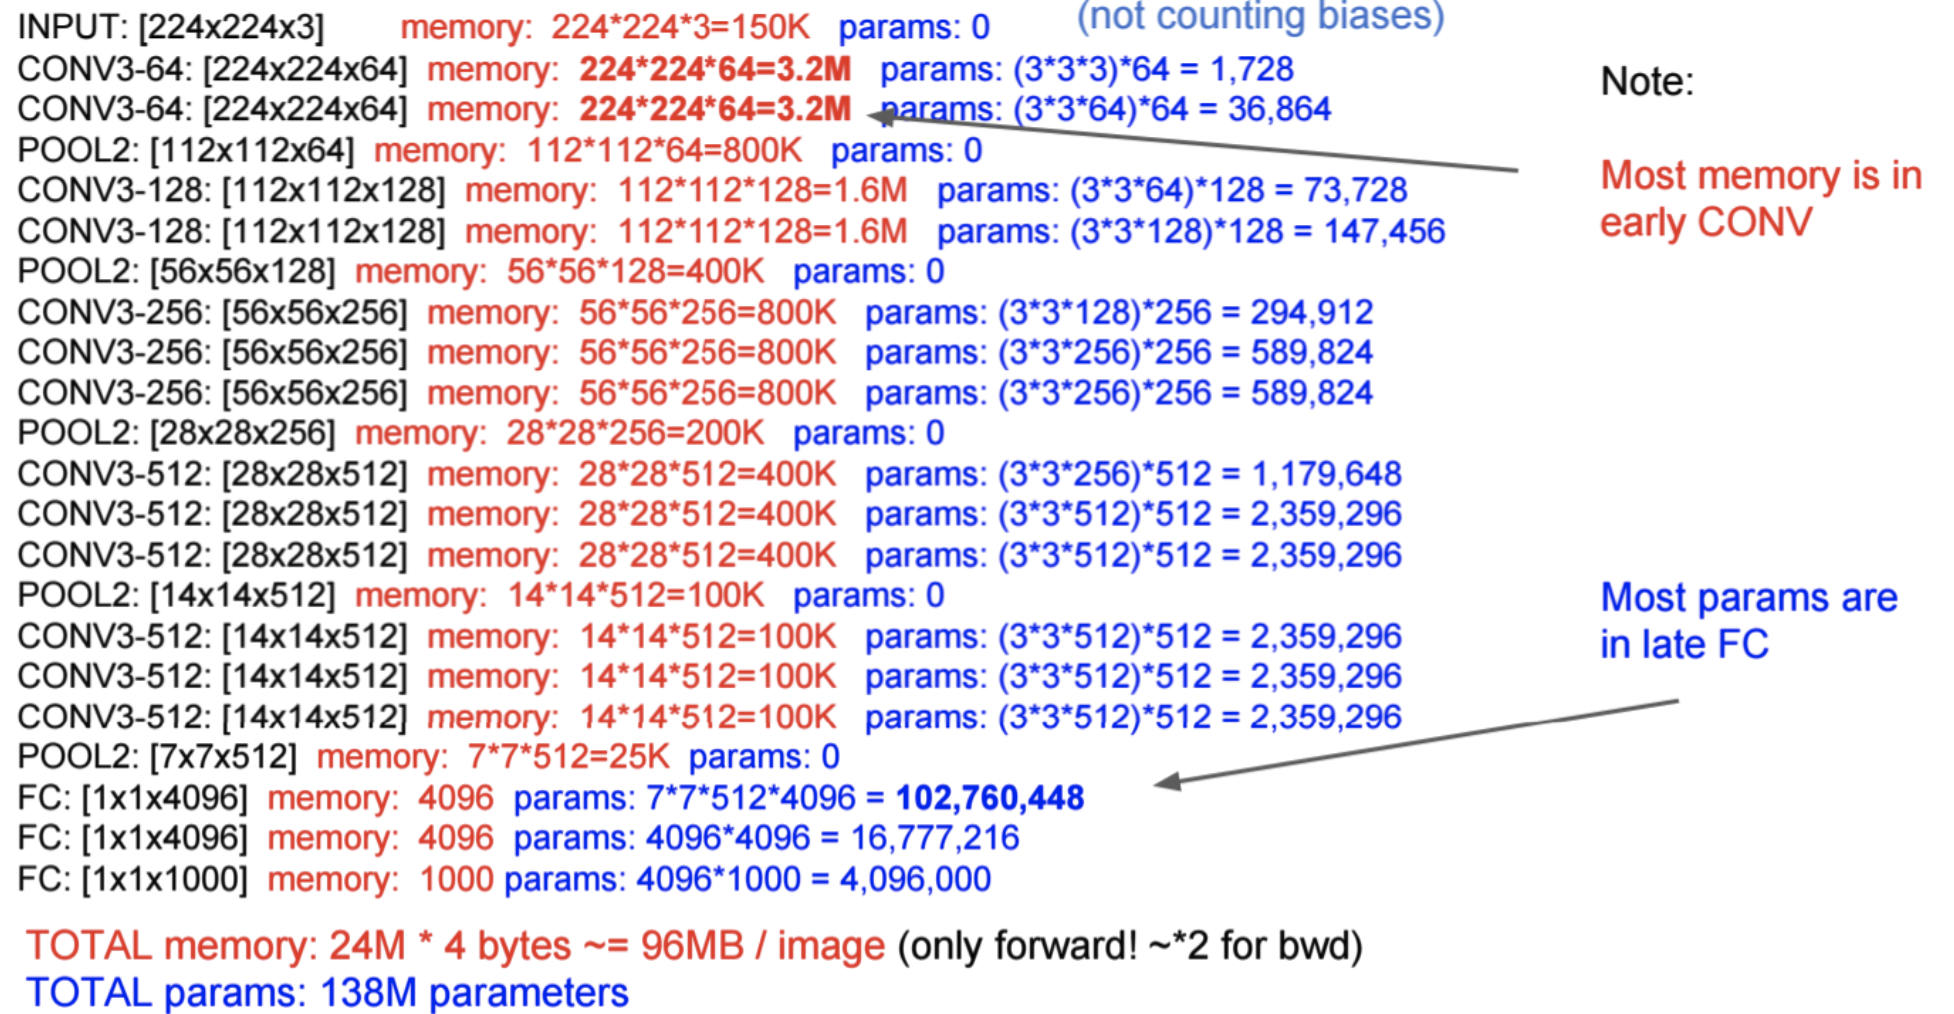 INPUT: [224x224x3] memory: 224*224*3=150K params: 0 (not counting biases)
CONV3-64: [224x224x64] memory: 224*224*64=3.2M params: (3*3*3)*64 = 1,728
CONV3-64: [224x224x64] memory: 224*224*64=3.2M params: (3*3*64)*64 = 36,864
POOL2: [112x112x64] memory: 112*112*64=800K params: 0
CONV3-128: [112x112x128] memory: 112*112*128=1.6M params: (3*3*64)*128 = 73,728
CONV3-128: [112x112x128] memory: 112*112*128=1.6M params: (3*3*128)*128 = 147,456
POOL2: [56x56x128] memory: 56*56*128=400K params: 0
CONV3-256: [56x56x256] memory: 56*56*256=800K params: (3*3*128)*256 = 294,912
CONV3-256: [56x56x256] memory: 56*56*256=800K params: (3*3*256)*256 = 589,824
CONV3-256: [56x56x256] memory: 56*56*256=800K params: (3*3*256)*256 = 589,824
POOL2: [28x28x256] memory: 28*28*256=200K params: 0
CONV3-512: [28x28x512] memory: 28*28*512=400K params: (3*3*256)*512 = 1,179,648
CONV3-512: [28x28x512] memory: 28*28*512=400K params: (3*3*512)*512 = 2,359,296
CONV3-512: [28x28x512] memory: 28*28*512=400K params: (3*3*512)*512 = 2,359,296
POOL2: [14x14x512] memory: 14*14*512=100K params: 0
CONV3-512: [14x14x512] memory: 14*14*512=100K params: (3*3*512)*512 = 2,359,296
CONV3-512: [14x14x512] memory: 14*14*512=100K params: (3*3*512)*512 = 2,359,296
CONV3-512: [14x14x512] memory: 14*14*512=100K params: (3*3*512)*512 = 2,359,296
POOL2: [7x7x512] memory: 7*7*512=25K params: 0
FC: [1x1x4096] memory: 4096 params: 7*7*512*4096 = 102,760,448
FC: [1x1x4096] memory: 4096 params: 4096*4096 = 16,777,216
FC: [1x1x1000] memory: 1000 params: 4096*1000 = 4,096,000
TOTAL memory: 24M * 4 bytes ~= 96MB / image (only forward! ~*2 for bwd)
TOTAL params: 138M parameters
Note:
Most memory is in
early CONV
Most params are
in late FC